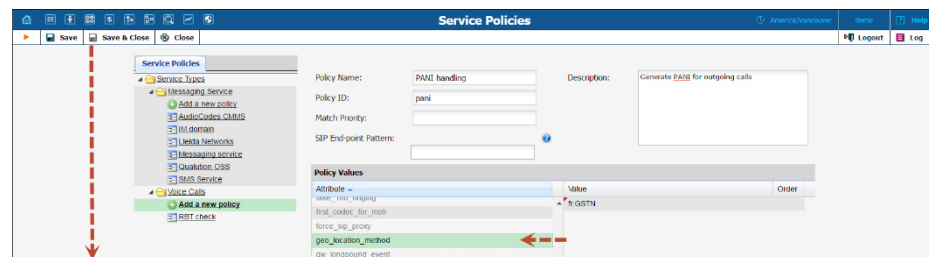 Service Policies
America/Vancouver
demo
Help
Save
Save & Close
Close
Logout
Log
Service Policies
Service Types
Messaging Service
Add a new policy
AudioCodes CMMS
IM domain
Lleida Networks
Messaging service
Qualution OSS
SMS Service
Voice Calls
Add a new policy
RBT check
Policy Name:
PANI handling
Description:
Generate PANI for outgoing calls
Policy ID:
pani
Match Priority:
SIP End-point Pattern:
Policy Values
Attribute
Value
Order
fake_180_ringing
fr.GSTN
first_codec_for_moh
force_sip_proxy
geo_location_method
gw_longpound_event